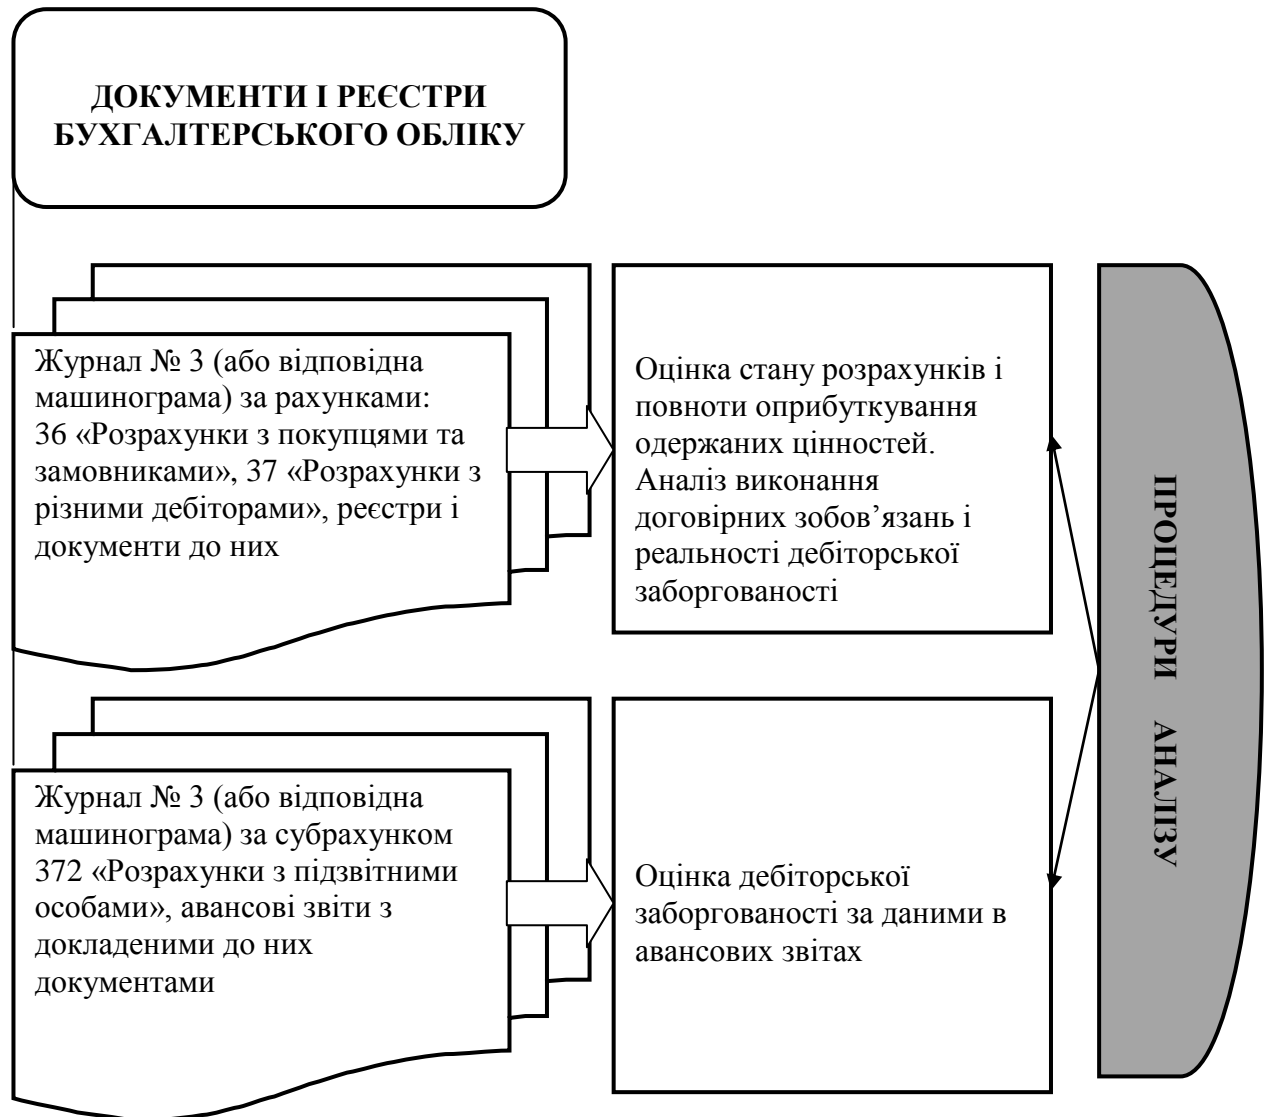 ДОКУМЕНТИ І РЕЄСТРИ
БУХГАЛТЕРСЬКОГО ОБЛІКУ
Журнал № 3 (або відповідна
машинограма) за рахунками:
36 «Розрахунки з покупцями та
замовниками», 37 «Розрахунки з
різними дебіторами», реєстри і
документи до них
Оцінка стану розрахунків і
повноти оприбуткування
одержаних цінностей.
Аналіз виконання
договірних зобов’язань і
реальності дебіторської
заборгованості
Журнал № 3 (або відповідна
машинограма) за субрахунком
372 «Розрахунки з підзвітними
особами», авансові звіти з
докладеними до них
документами
Оцінка дебіторської
заборгованості за даними в
авансових звітах
ПРОЦЕДУРИ АНАЛІЗУ